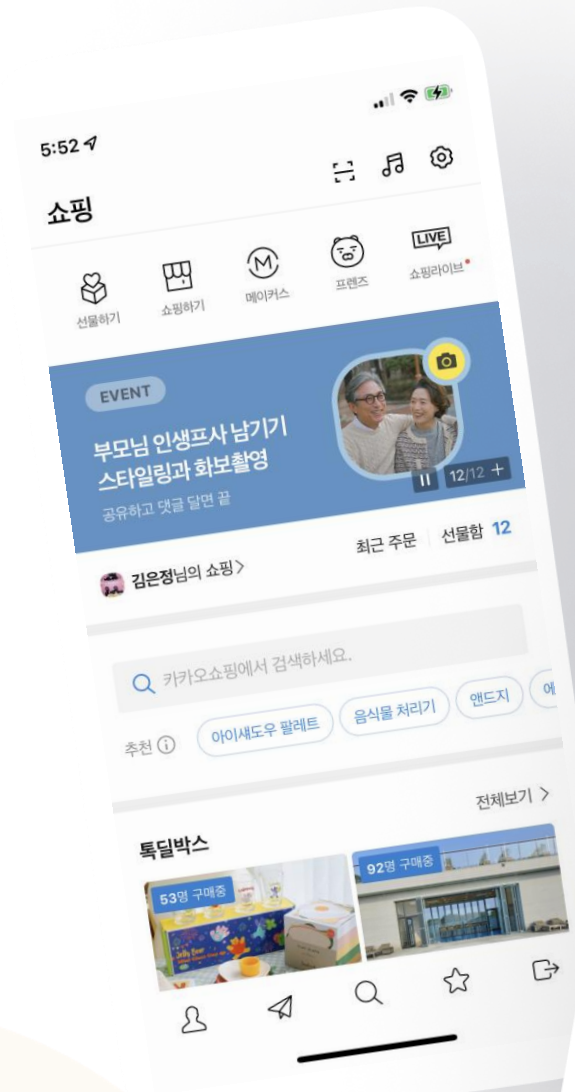 5:52
쇼핑
선물하기
쇼핑하기
메이커스
프렌즈
LIVE
쇼핑라이브
EVENT
부모님 인생프사 남기기
스타일링과 화보촬영
공유하고 댓글 달면 끝
12/12 +
김은정님의 쇼핑 >
최근 주문
선물함 12
카카오쇼핑에서 검색하세요.
추천
아이섀도우 팔레트
음식물 처리기
앤드지
에
톡딜박스
전체보기 >
53명 구매중
92명 구매중
Jelly Bear